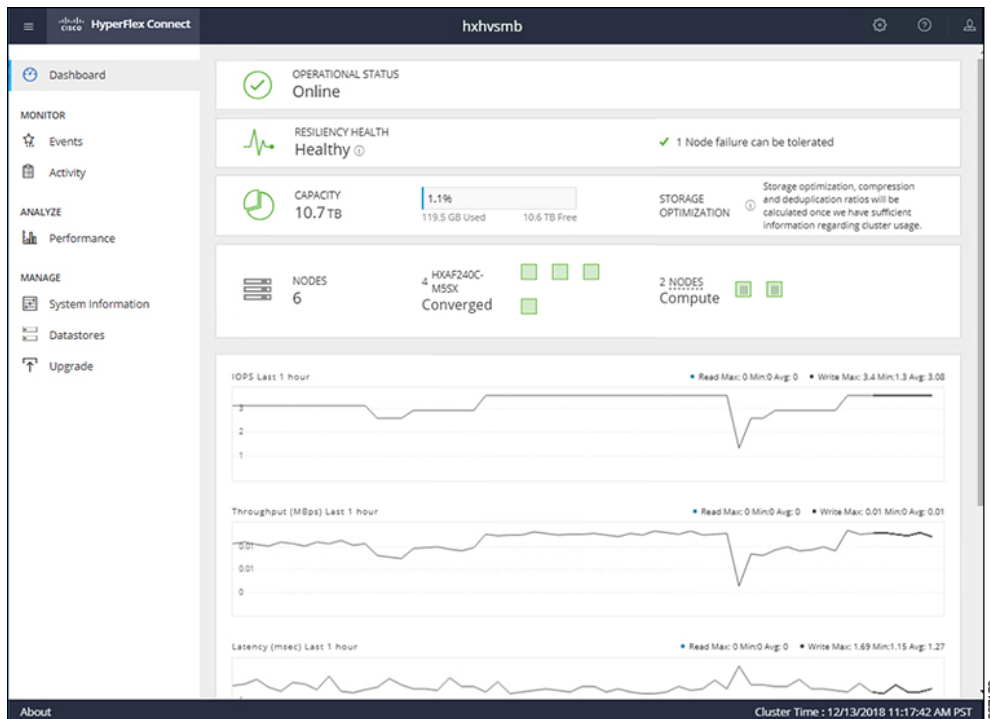 cisco HyperFlex Connect
hxhvsmb
Dashboard
MONITOR
Events
Activity
ANALYZE
Performance
MANAGE
System Information
Datastores
Upgrade
OPERATIONAL STATUS
Online
RESILIENCY HEALTH
Healthy
1 Node failure can be tolerated
CAPACITY
10.7 TB
1.1%
119.5 GB Used
10.6 TB Free
STORAGE
OPTIMIZATION
Storage optimization, compression
and deduplication ratios will be
calculated once we have sufficient
information regarding cluster usage.
NODES
6
4 HXAF240C-
M5SX
Converged
2 NODES
Compute
IOPS Last 1 hour
Read Max: 0 Min:0 Avg: 0
Write Max: 3.4 Min:1.3 Avg: 3.08
3
2
1
Throughput (MBps) Last 1 hour
Read Max: 0 Min:0 Avg: 0
Write Max: 0.01 Min:0 Avg: 0.01
0.01
0.01
0
Latency (msec) Last 1 hour
Read Max: 0 Min:0 Avg: 0
Write Max: 1.69 Min:1.15 Avg: 1.27
About
Cluster Time : 12/13/2018 11:17:42 AM PST